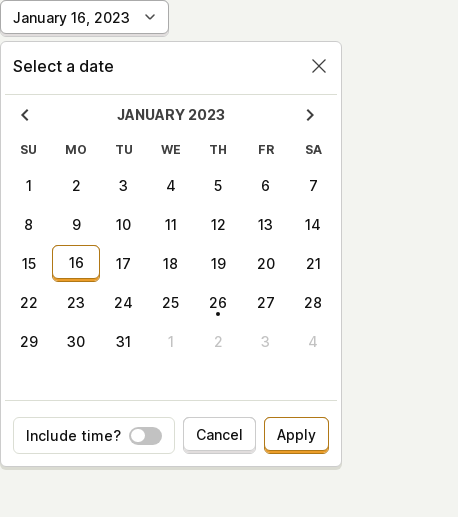 January 16, 2023
Select a date
JANUARY 2023
SU MO TU WE TH FR SA
1 2 3 4 5 6 7
8 9 10 11 12 13 14
15 16 17 18 19 20 21
22 23 24 25 26 27 28
29 30 31 1 2 3 4
Include time? Cancel Apply